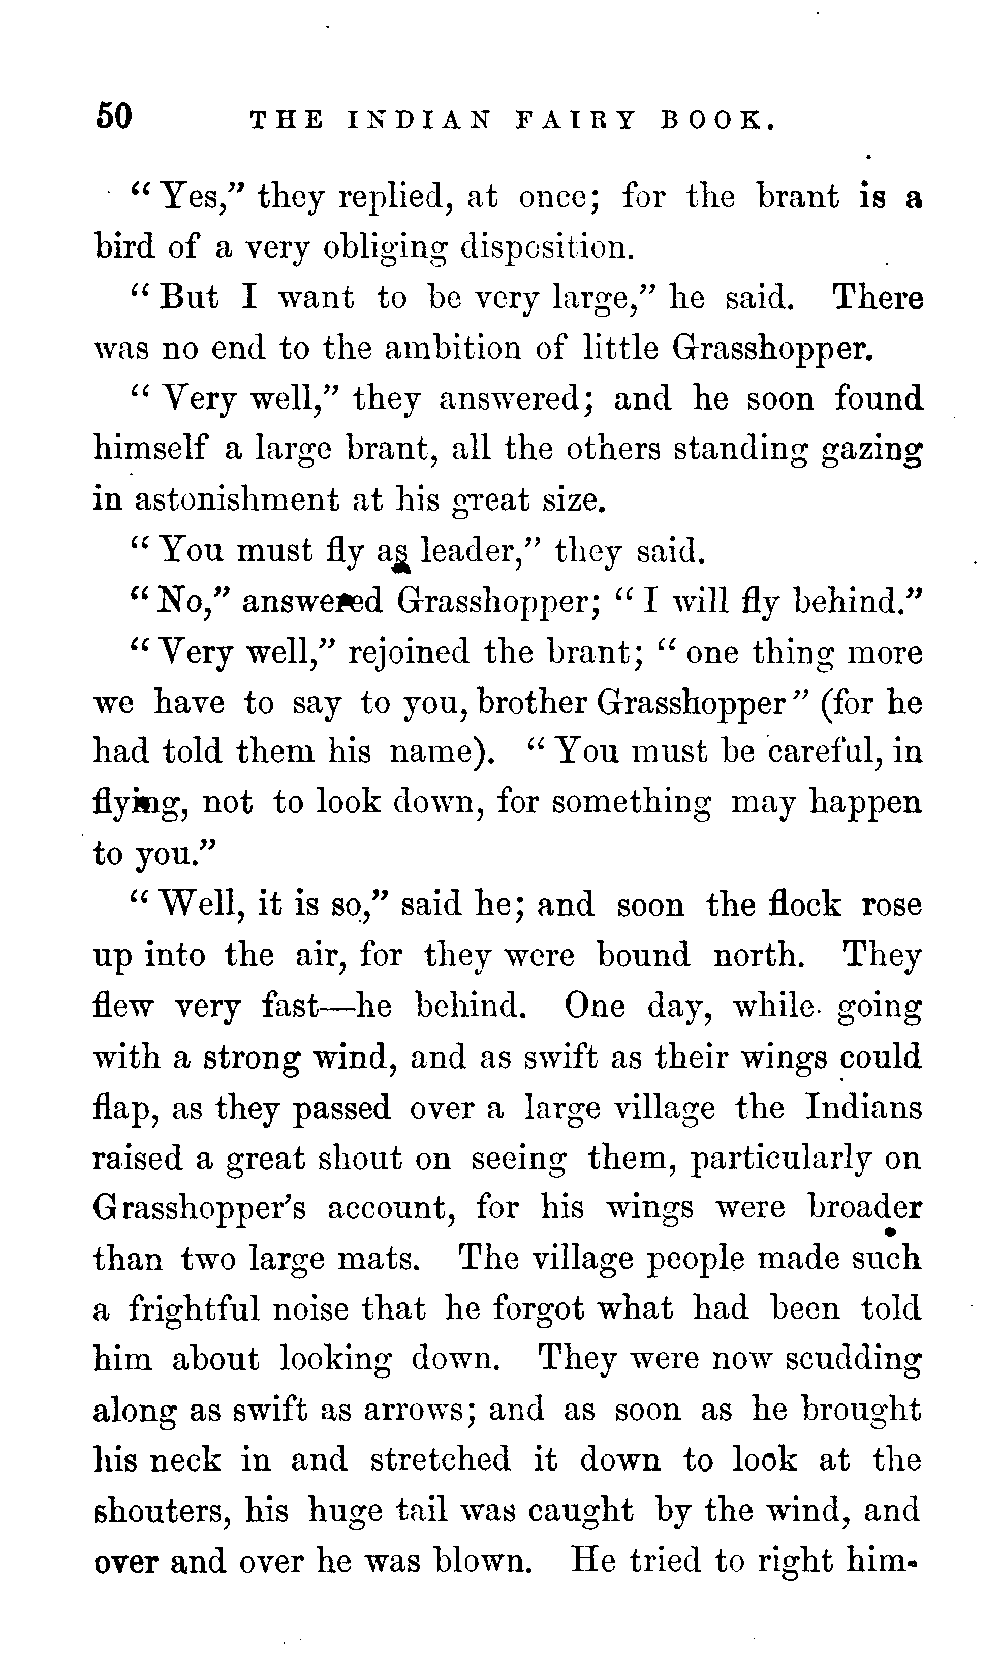 50 THE INDIAN FAIRY BOOK.
“Yes,” they replied, at once; for the brant is a
bird of a very obliging disposition.
“But I want to be very large,” he said. There
was no end to the ambition of little Grasshopper.
“Very well,” they answered; and he soon found
himself a large brant, all the others standing gazing
in astonishment at his great size.
“You must fly as leader,” they said.
“No,” answered Grasshopper; “I will fly behind.”
“Very well,” rejoined the brant; “one thing more
we have to say to you, brother Grasshopper” (for he
had told them his name). “You must be careful, in
flying, not to look down, for something may happen
to you.”
“Well, it is so,” said he; and soon the flock rose
up into the air, for they were bound north. They
flew very fast—he behind. One day, while going
with a strong wind, and as swift as their wings could
flap, as they passed over a large village the Indians
raised a great shout on seeing them, particularly on
Grasshopper’s account, for his wings were broader
than two large mats. The village people made such
a frightful noise that he forgot what had been told
him about looking down. They were now scudding
along as swift as arrows; and as soon as he brought
his neck in and stretched it down to look at the
shouters, his huge tail was caught by the wind, and
over and over he was blown. He tried to right him-